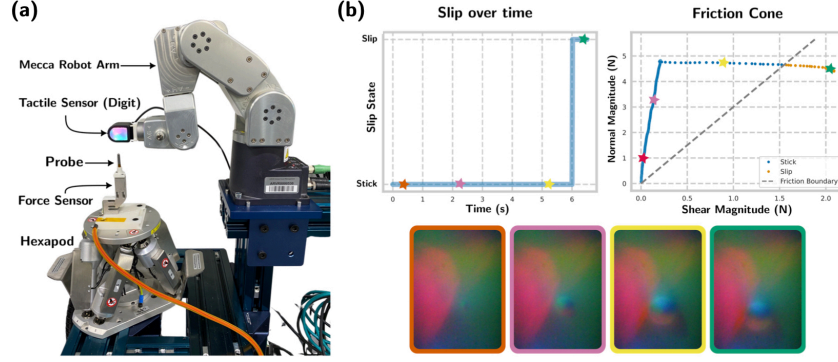 (a)
Mecca Robot Arm
Tactile Sensor (Digit)
Probe
Force Sensor
Hexapod
(b)
Slip over time
Slip
Slip State
Stick
0 1 2 3 4 5 6
Time (s)
Friction Cone
Normal Magnitude (N)
5
4
3
2
1
0
Stick
Slip
Friction Boundary
0.0 0.5 1.0 1.5 2.0
Shear Magnitude (N)